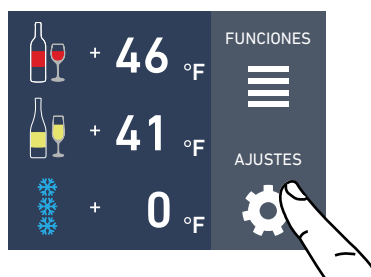 + 46 °F
+ 41 °F
+ 0 °F
FUNCIONES
AJUSTES